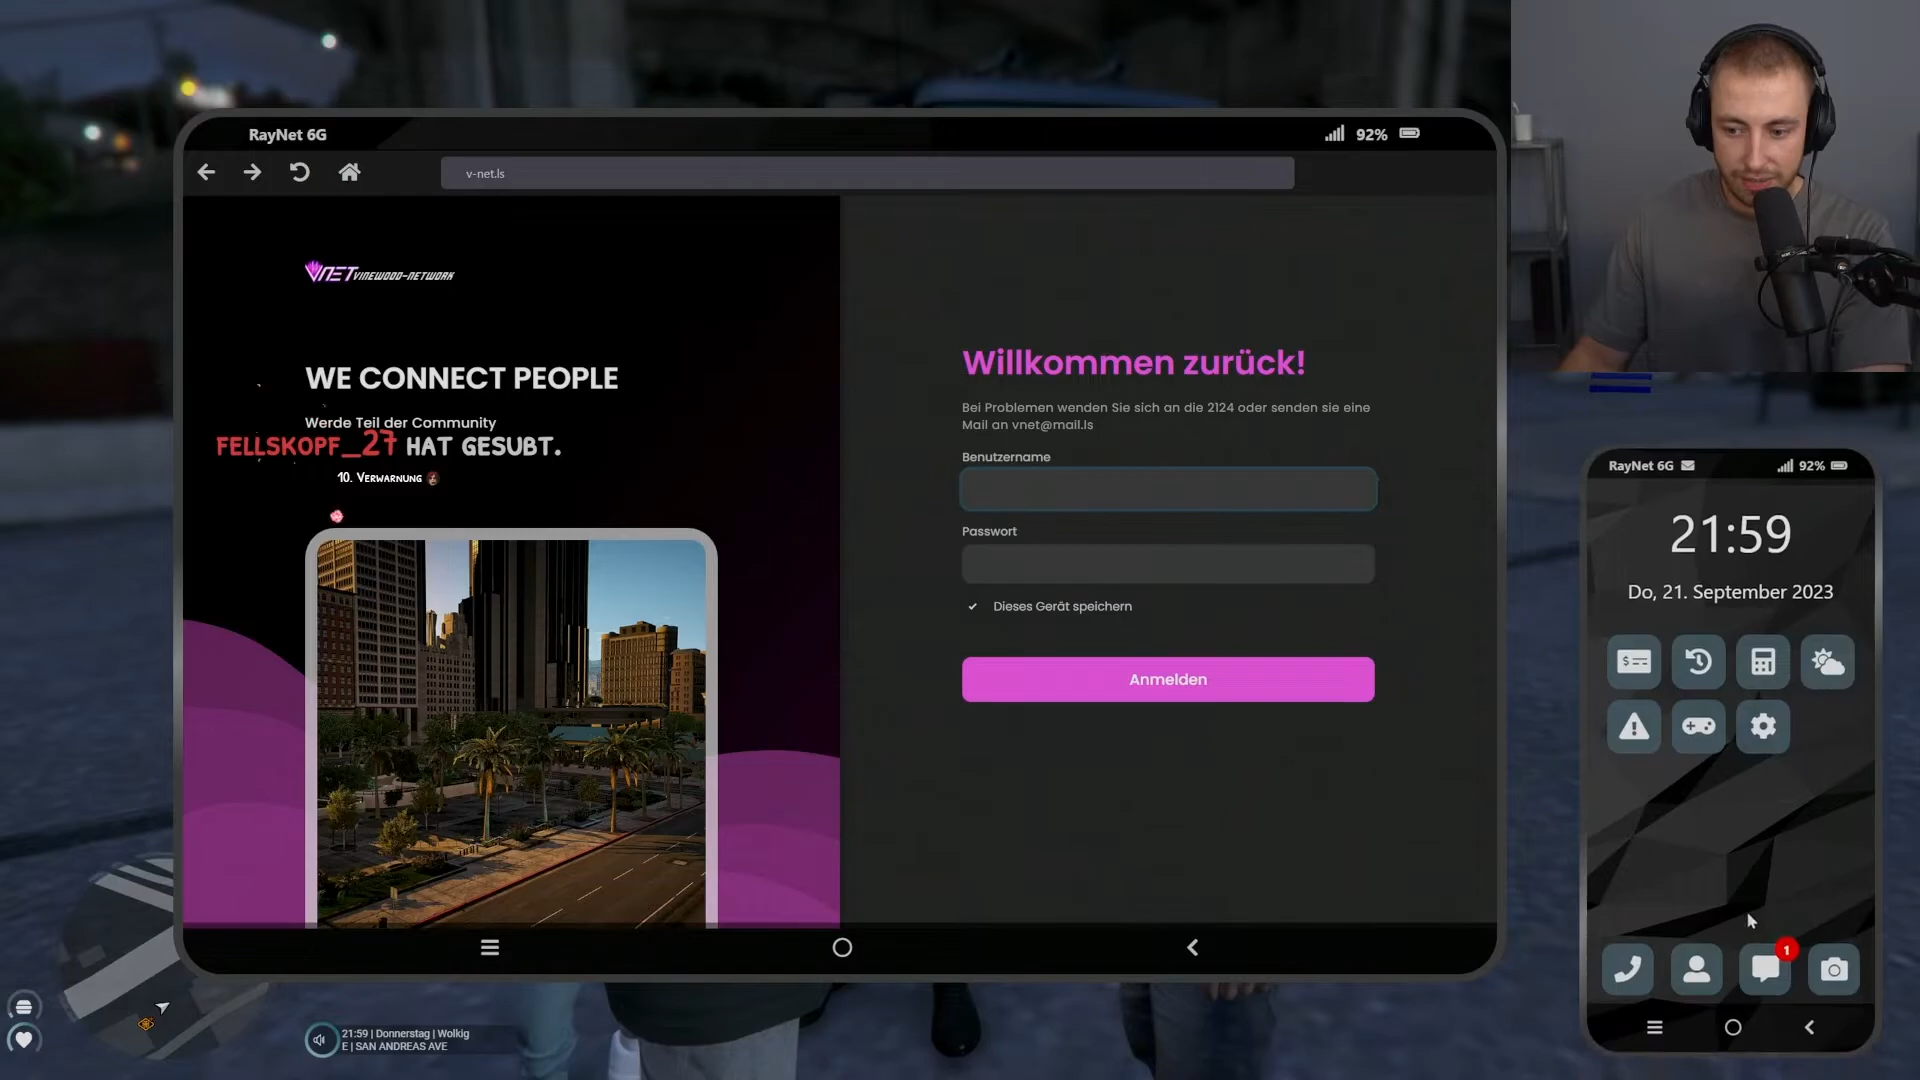 RayNet 6G
92%
v-net.ls
VNET VINEWOOD-NETWORK
WE CONNECT PEOPLE
Werde Teil der Community
FELLSKOPF_27 HAT GESUBT.
10. VERWARNUNG
Willkommen zurück!
Bei Problemen wenden Sie sich an die 2124 oder senden sie eine
Mail an vnet@mail.ls
Benutzername
Passwort
Dieses Gerät speichern
Anmelden
RayNet 6G
92%
21:59
Do, 21. September 2023
1
21:59 | Donnerstag | Wolkig
E | SAN ANDREAS AVE